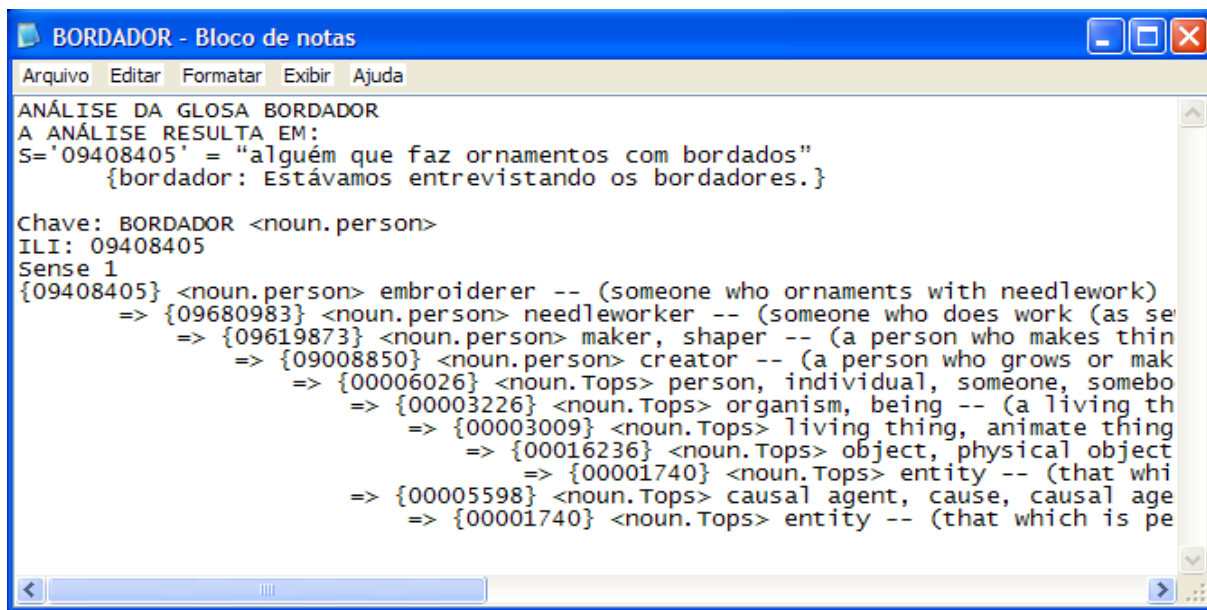 BORDADOR - Bloco de notas
Arquivo Editar Formatar Exibir Ajuda
ANÁLISE DA GLOSA BORDADOR
A ANÁLISE RESULTA EM:
S='09408405' = “alguém que faz ornamentos com bordados”
{bordador: Estávamos entrevistando os bordadores.}
Chave: BORDADOR <noun.person>
ILI: 09408405
Sense 1
{09408405} <noun.person> embroiderer -- (someone who ornaments with needlework)
=> {09680983} <noun.person> needleworker -- (someone who does work (as se
=> {09619873} <noun.person> maker, shaper -- (a person who makes thin
=> {09008850} <noun.person> creator -- (a person who grows or mak
=> {00006026} <noun.Tops> person, individual, someone, somebo
=> {00003226} <noun.Tops> organism, being -- (a living th
=> {00003009} <noun.Tops> living thing, animate thing
=> {00016236} <noun.Tops> object, physical object
=> {00001740} <noun.Tops> entity -- (that whi
=> {00005598} <noun.Tops> causal agent, cause, causal age
=> {00001740} <noun.Tops> entity -- (that which is pe